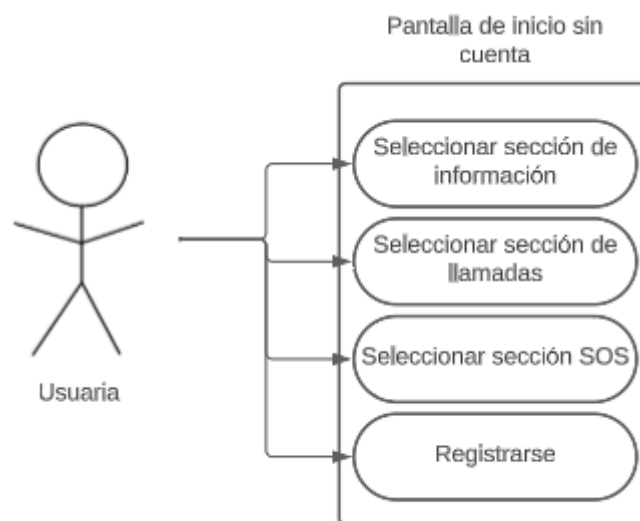 Pantalla de inicio sin
cuenta
Seleccionar sección de
información
Seleccionar sección de
llamadas
Seleccionar sección SOS
Registrarse
Usuaria